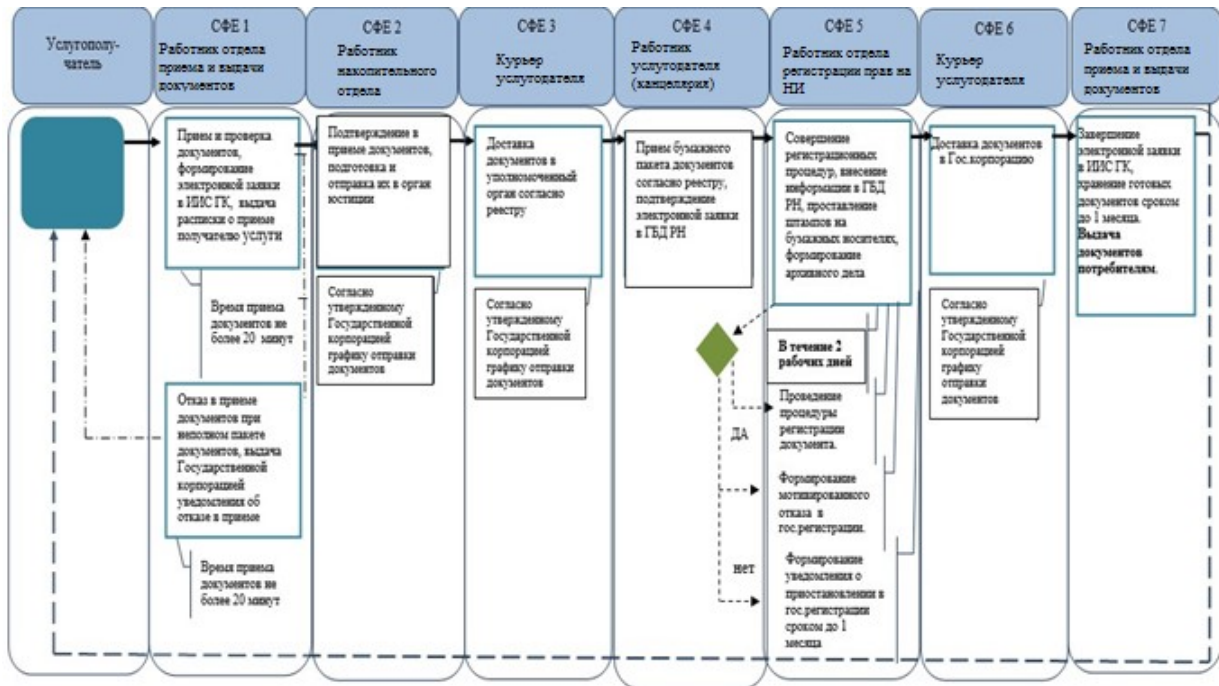 Услугополу-
чатель
СФЕ 1
Работник отдела
приема и выдачи
документов
СФЕ 2
Работник
накопительного
отдела
СФЕ 3
Курьер
услугодателя
СФЕ 4
Работник
услугодателя
(канцелярия)
СФЕ 5
Работник отдела
регистрации прав на
НИ
СФЕ 6
Курьер
услугодателя
СФЕ 7
Работник отдела
приема и выдачи
документов
Прием и проверка
документов,
формирование
электронной заявки
в ИИС ГК, выдача
расписки о приеме
получателю услуги
Время приема
документов не
более 20 минут
Отказ в приеме
документов при
неполном пакете
документов, выдача
Государственной
корпорацией
уведомления об
отказе в приеме
Время приема
документов не
более 20 минут
Подтверждение в
приеме документов,
подготовка и
отправка их в орган
юстиции
Согласно
утвержденному
Государственной
корпорацией
графику отправки
документов
Доставка
документов в
уполномоченный
орган согласно
реестру
Согласно
утвержденному
Государственной
корпорацией
графику отправки
документов
Прием бумажного
пакета документов
согласно реестру,
подтверждение
электронной заявки
в ГБД РН
Совершение
регистрационных
процедур, внесение
информации в ГБД
РН, проставление
штампов на
бумажных носителях,
формирование
архивного дела
В течение 2
рабочих дней
ДА
Проведение
процедуры
регистрации
документа.
Формирование
мотивированного
отказа в
гос.регистрации.
нет
Формирование
уведомления о
приостановлении в
гос.регистрации
сроком до 1
месяца
Доставка документов
в Гос.корпорацию
Согласно
утвержденному
Государственной
корпорацией
графику
отправки
документов
Завершение
электронной заявки
в ИИС ГК,
хранение готовых
документов сроком
до 1 месяца.
Выдача
документов
потребителям.